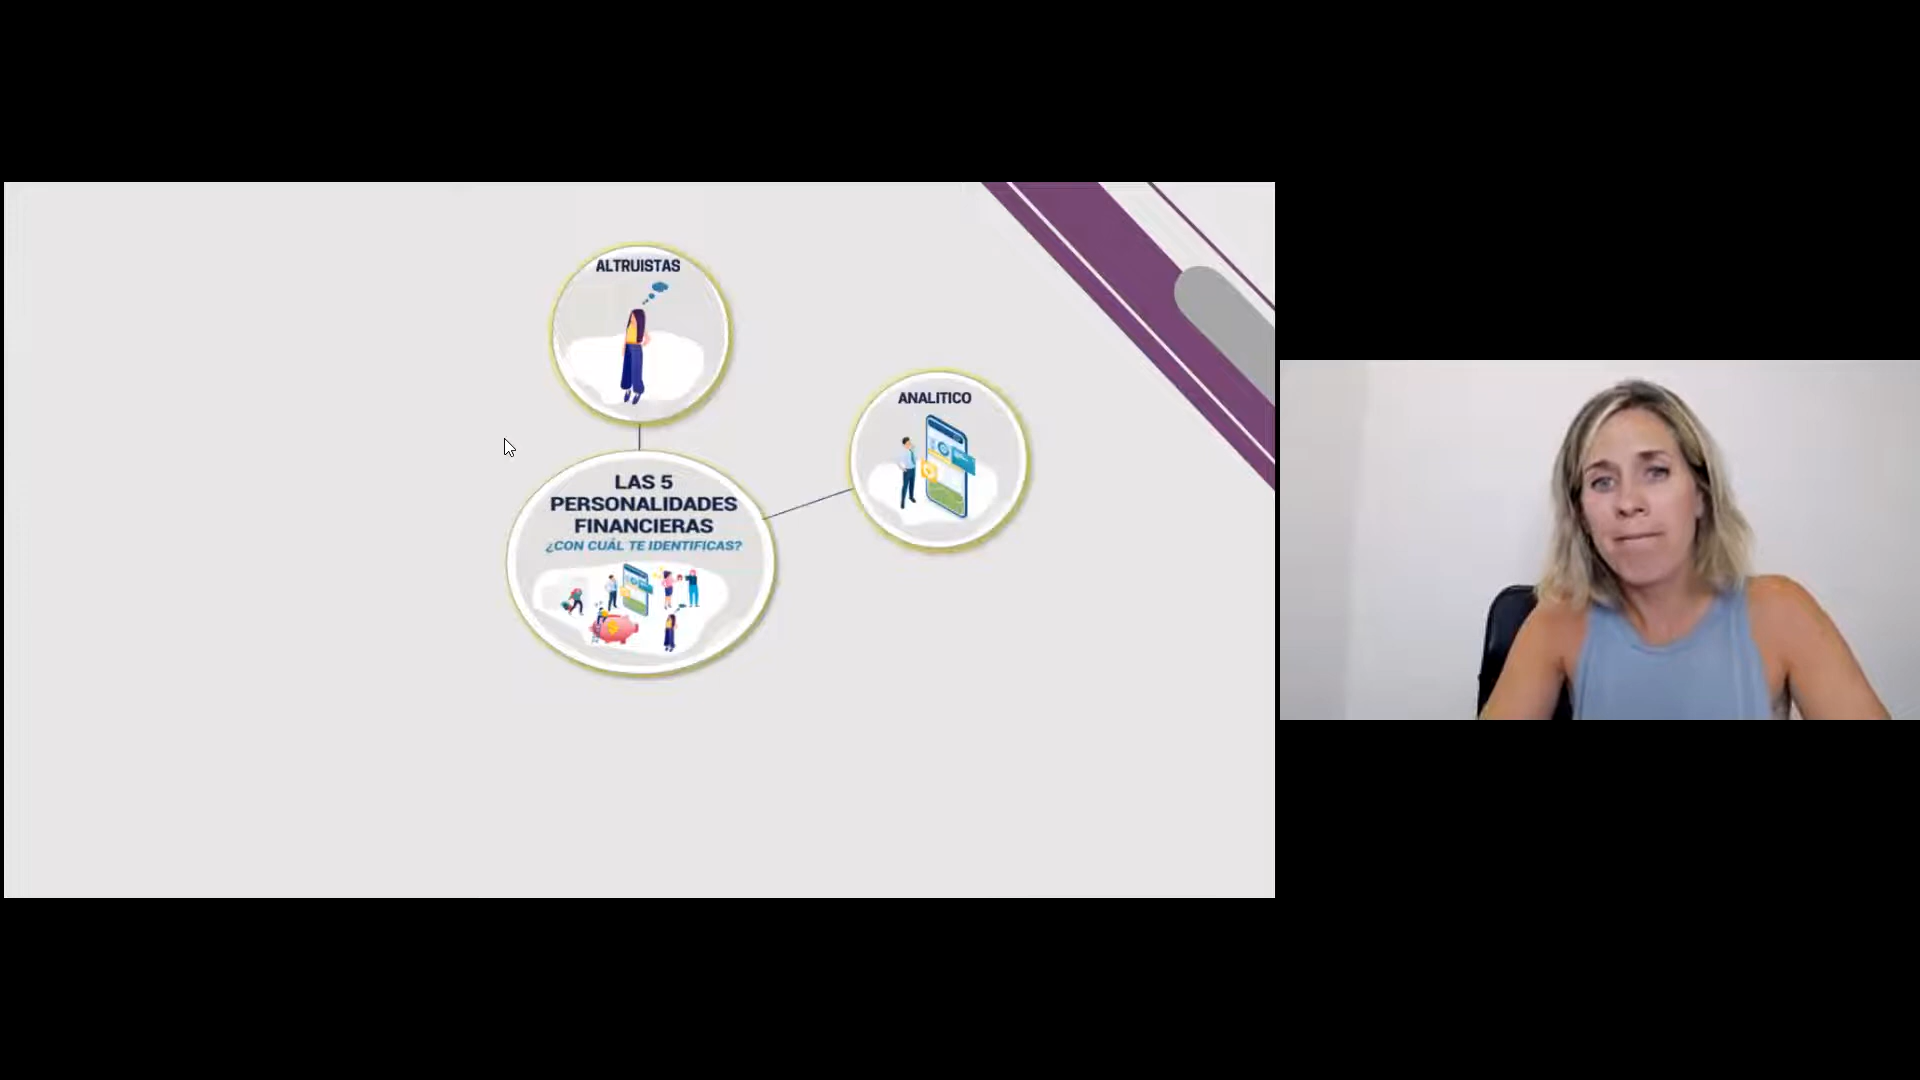 ALTRUISTAS
ANALITICO
LAS 5
PERSONALIDADES
FINANCIERAS
¿CON CUÁL TE IDENTIFICAS?
$